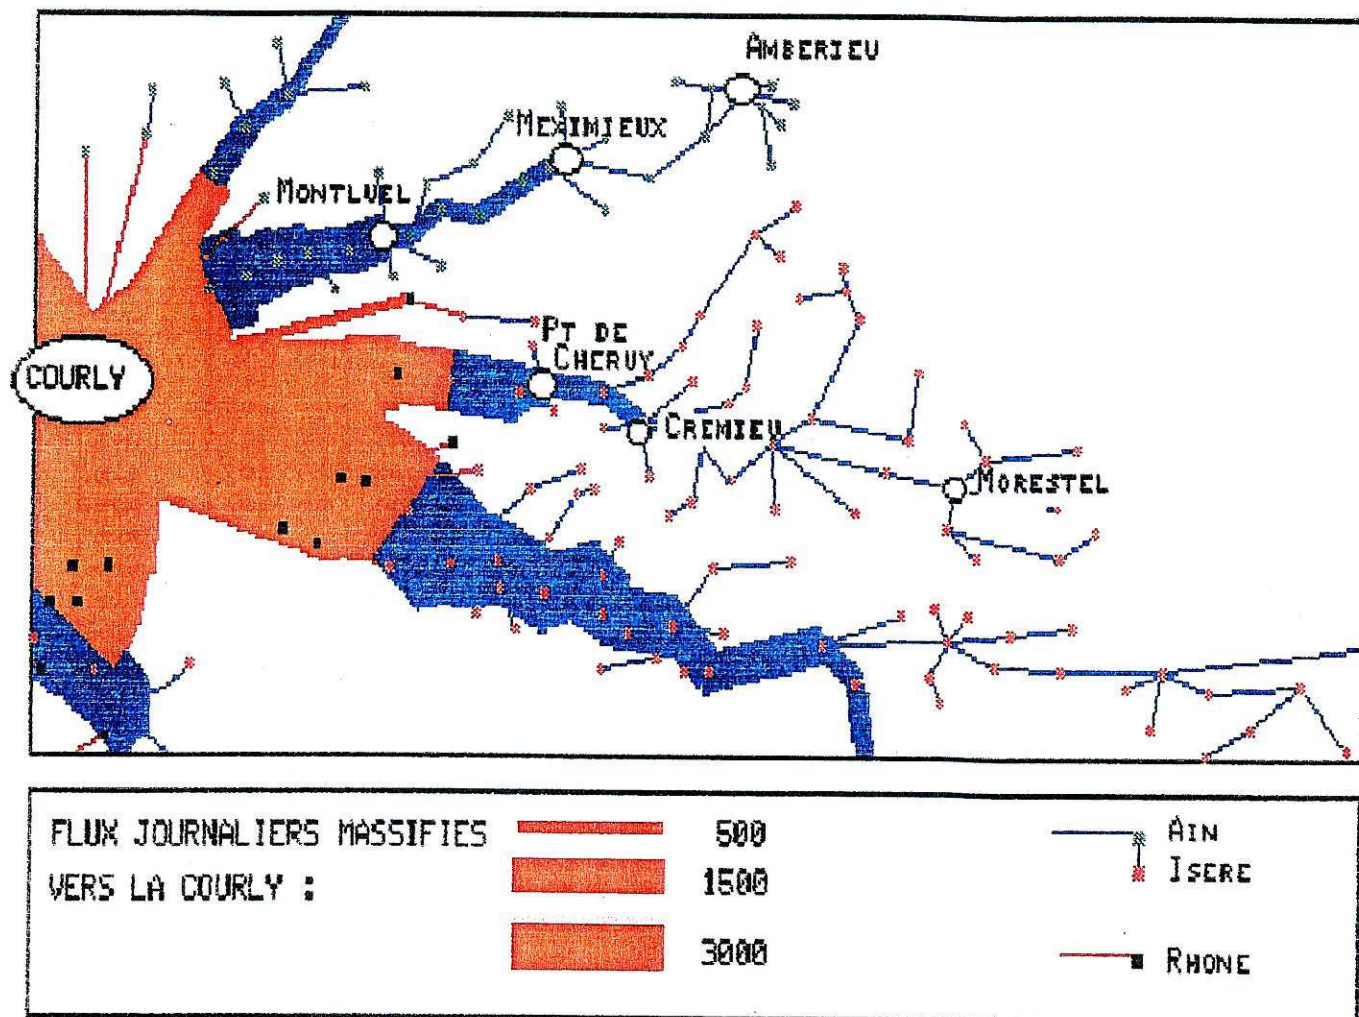 AMBERIEU
MEXIMIEUX
MONTLUEL
PT DE
CHERUY
COURLY
CREMIEU
MORESTEL
FLUX JOURNALIERS MASSIFIES
VERS LA COURLY :
500
1500
3000
AIN
ISERE
RHONE